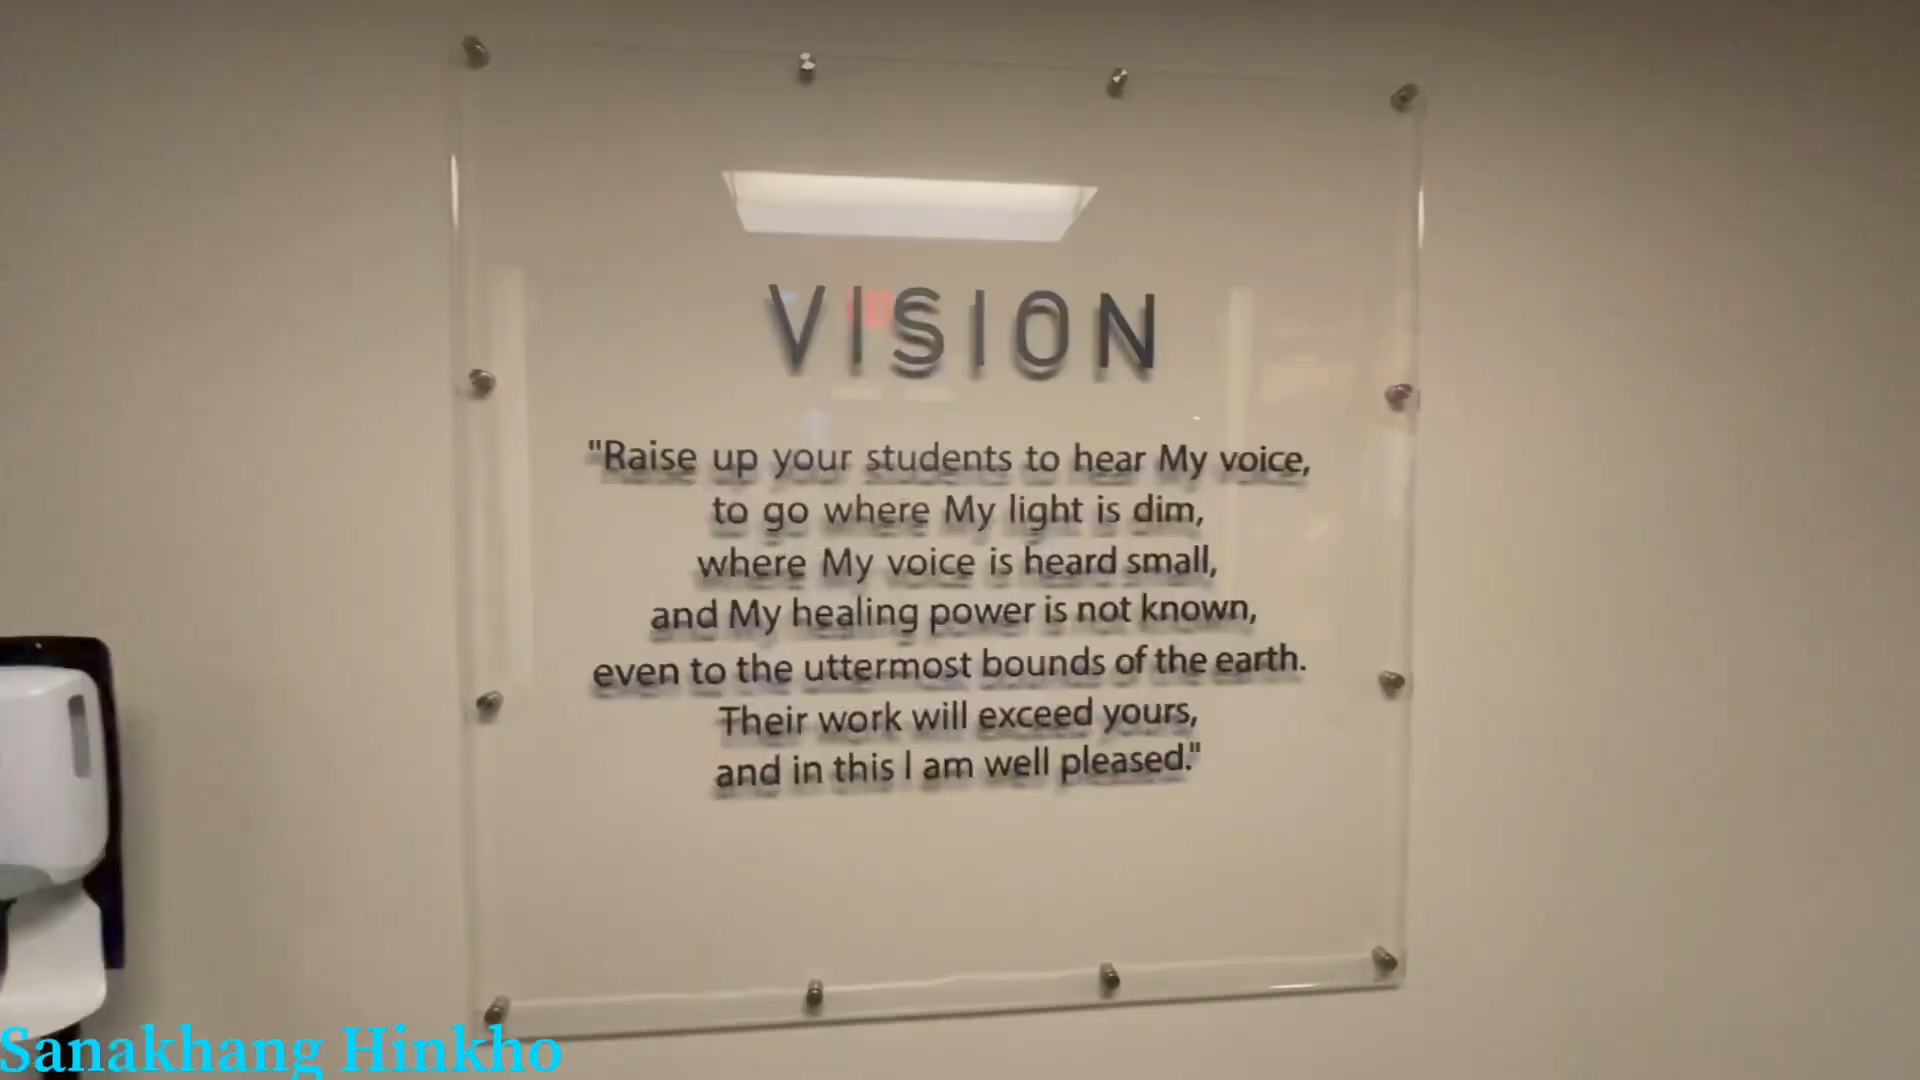 VISION
"Raise up your students to hear My voice,
to go where My light is dim,
where My voice is heard small,
and My healing power is not known,
even to the uttermost bounds of the earth.
Their work will exceed yours,
and in this I am well pleased."
Sanakhang Hinkho